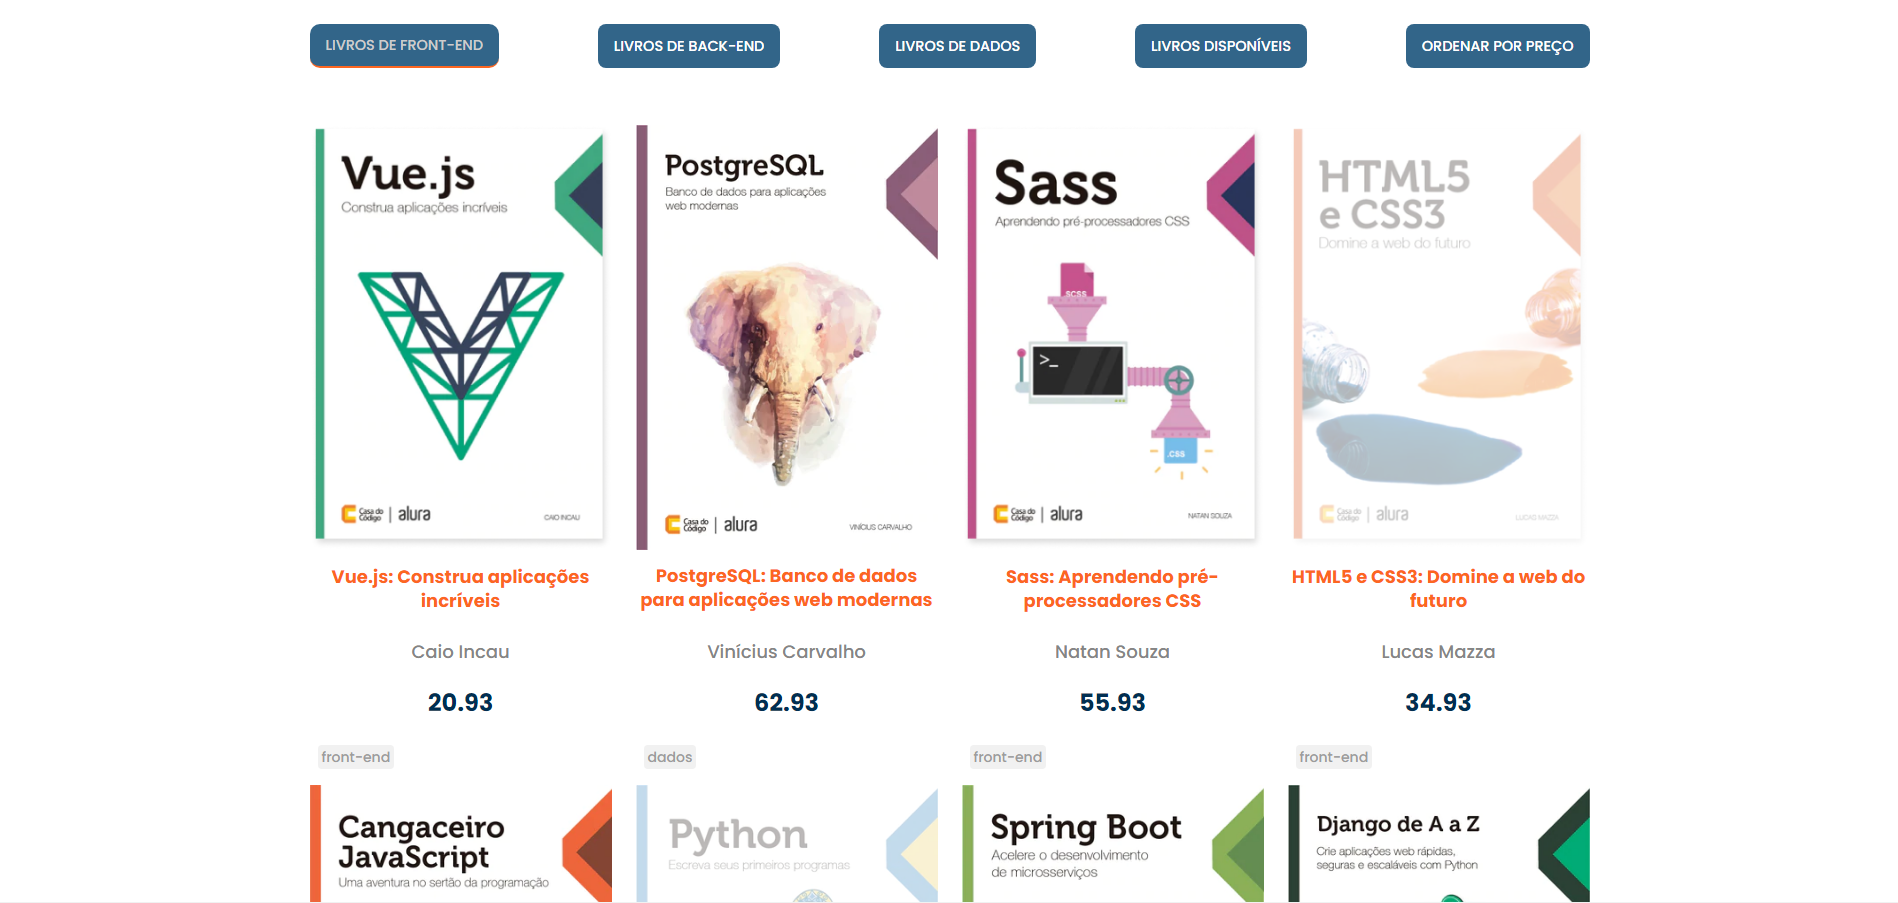 LIVROS DE FRONT-END
LIVROS DE BACK-END
LIVROS DE DADOS
LIVROS DISPONÍVEIS
ORDENAR POR PREÇO
Vue.js
Construa aplicações incríveis
Casa do
Código
alura
CAIO INCAU
PostgreSQL
Banco de dados para aplicações
web modernas
Casa do
Código
alura
VINÍCIUS CARVALHO
Sass
Aprendendo pré-processadores CSS
SCSS
>_
.CSS
Casa do
Código
alura
NATAN SOUZA
HTML5
e CSS3
Domine a web do futuro
Casa do
Código
alura
LUCAS MAZZA
Vue.js: Construa aplicações
incríveis
Caio Incau
20.93
front-end
PostgreSQL: Banco de dados
para aplicações web modernas
Vinícius Carvalho
62.93
dados
Sass: Aprendendo pré-
processadores CSS
Natan Souza
55.93
front-end
HTML5 e CSS3: Domine a web do
futuro
Lucas Mazza
34.93
front-end
Cangaceiro
JavaScript
Uma aventura no sertão da programação
Python
Escreva seus primeiros programas
Spring Boot
Acelere o desenvolvimento
de microsserviços
Django de A a Z
Crie aplicações web rápidas,
seguras e escaláveis com Python